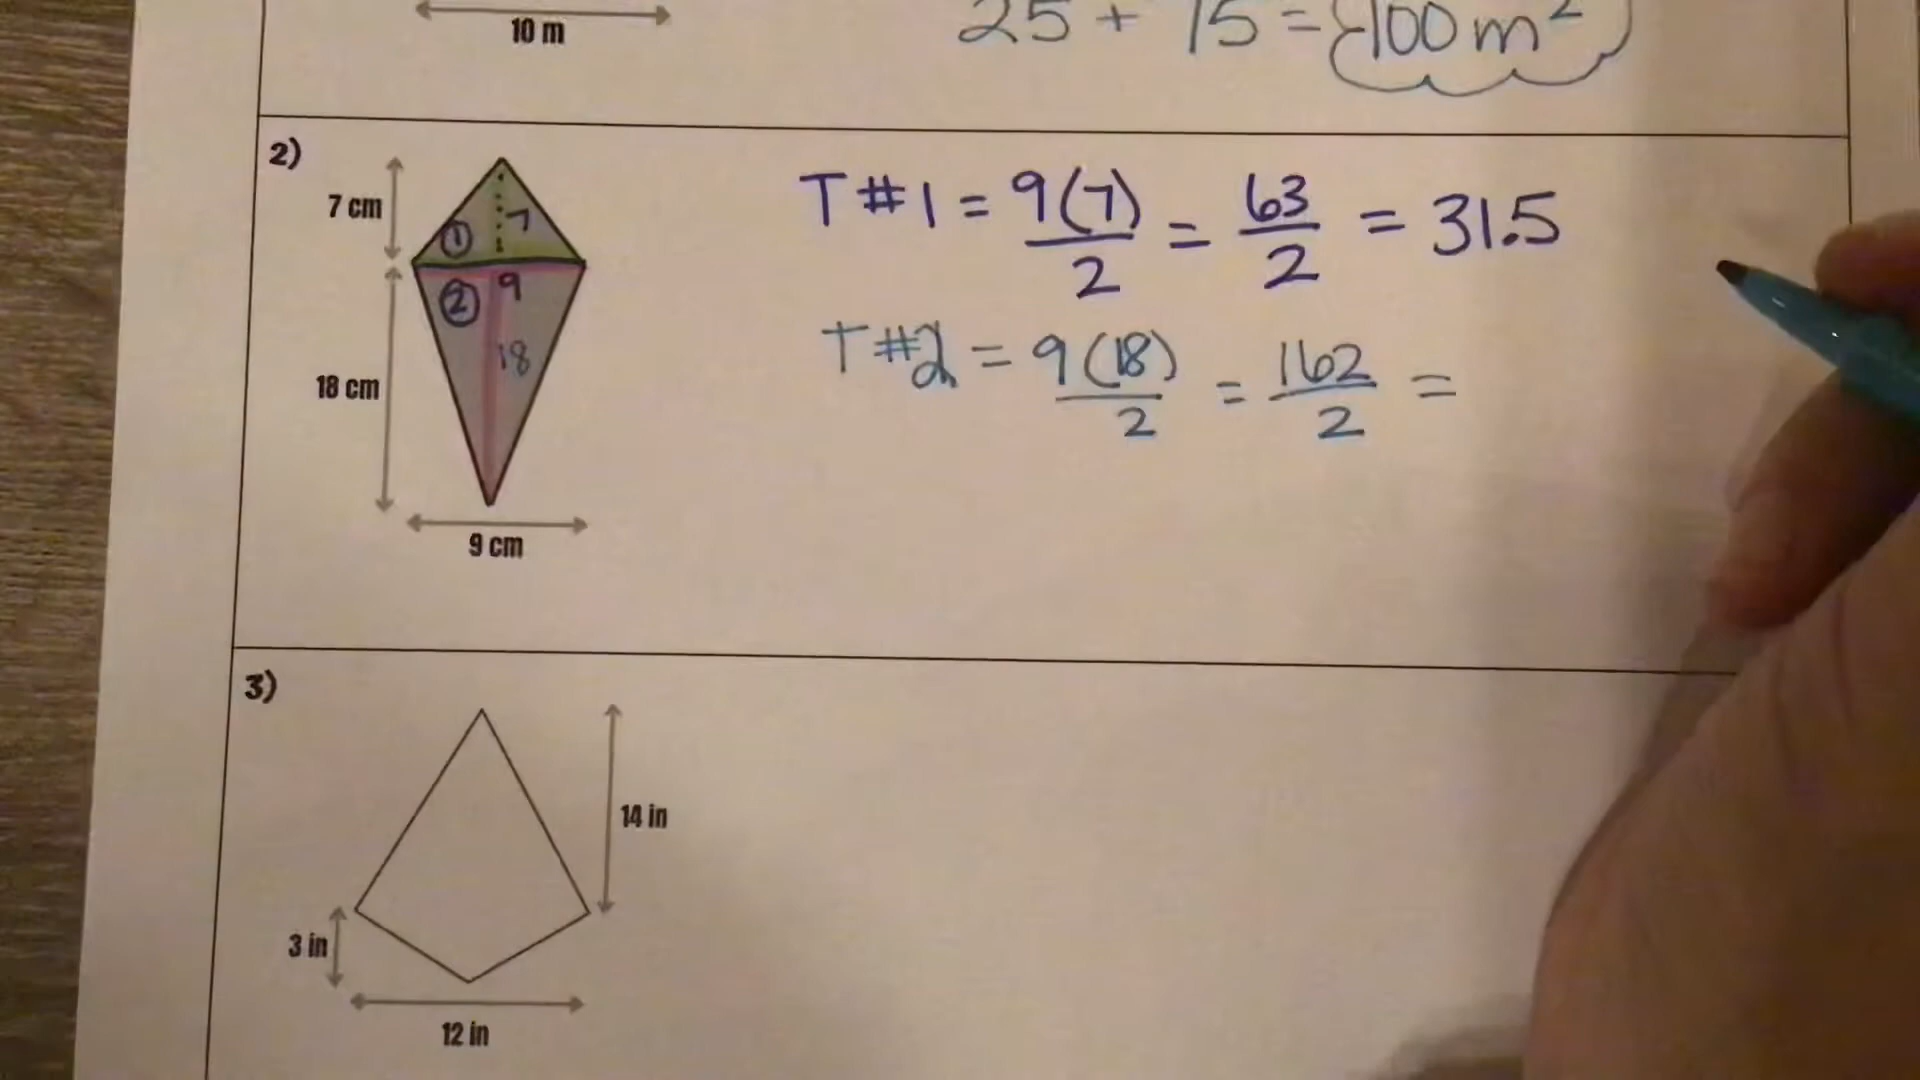 10 m
25 + 75 = 100 m²
2)
7 cm
① 7
② 9
18
18 cm
9 cm
T #1 = 9(7)/2 = 63/2 = 31.5
T #2 = 9(18)/2 = 162/2 =
3)
14 in
3 in
12 in